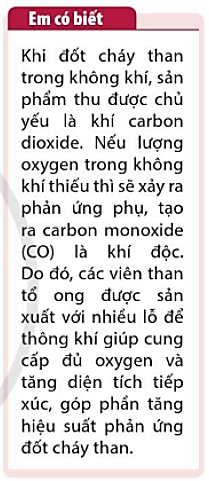 Em có biết
Khi đốt cháy than
trong không khí, sản
phẩm thu được chủ
yếu là khí carbon
dioxide. Nếu lượng
oxygen trong không
khí thiếu thì sẽ xảy ra
phản ứng phụ, tạo
ra carbon monoxide
(CO) là khí độc.
Do đó, các viên than
tổ ong được sản
xuất với nhiều lỗ để
thông khí giúp cung
cấp đủ oxygen và
tăng diện tích tiếp
xúc, góp phần tăng
hiệu suất phản ứng
đốt cháy than.